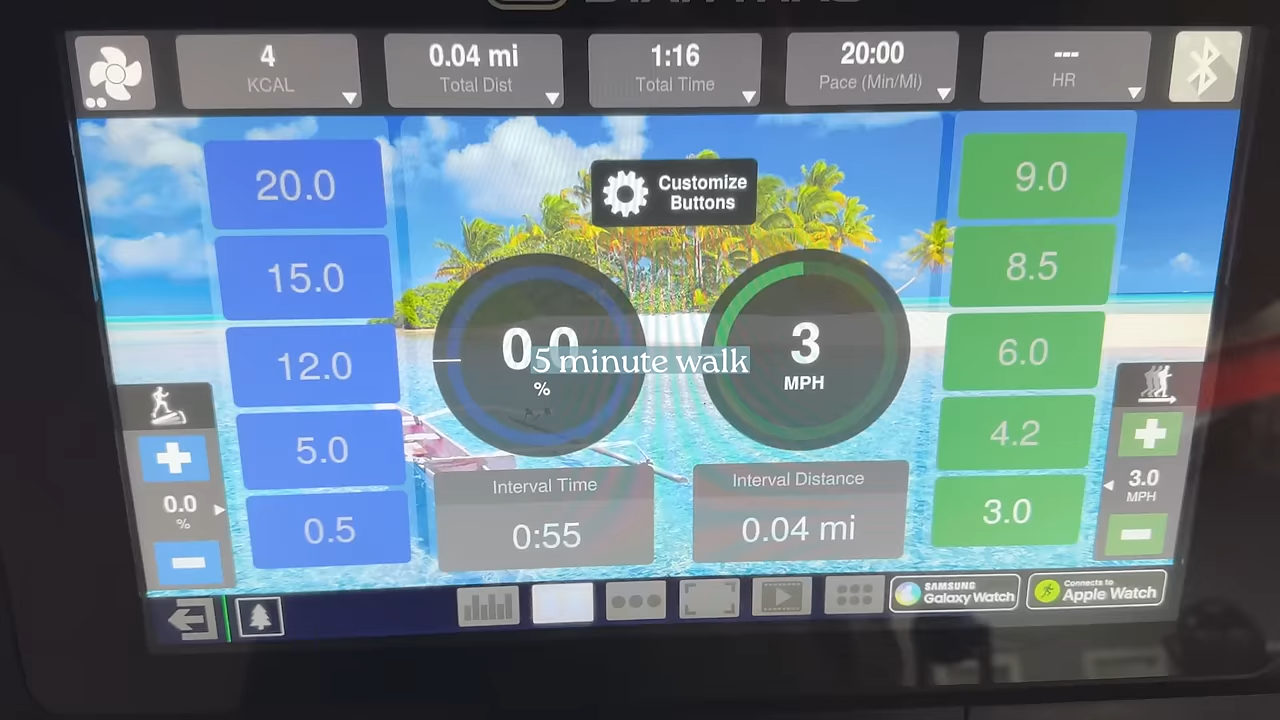 4
KCAL
0.04 mi
Total Dist
1:16
Total Time
20:00
Pace (Min/Mi)
---
HR
20.0
15.0
12.0
5.0
0.5
Customize
Buttons
0.0
%
5 minute walk
3
MPH
9.0
8.5
6.0
4.2
3.0
0.0
%
3.0
MPH
Interval Time
0:55
Interval Distance
0.04 mi
SAMSUNG
Galaxy Watch
Connects to
Apple Watch